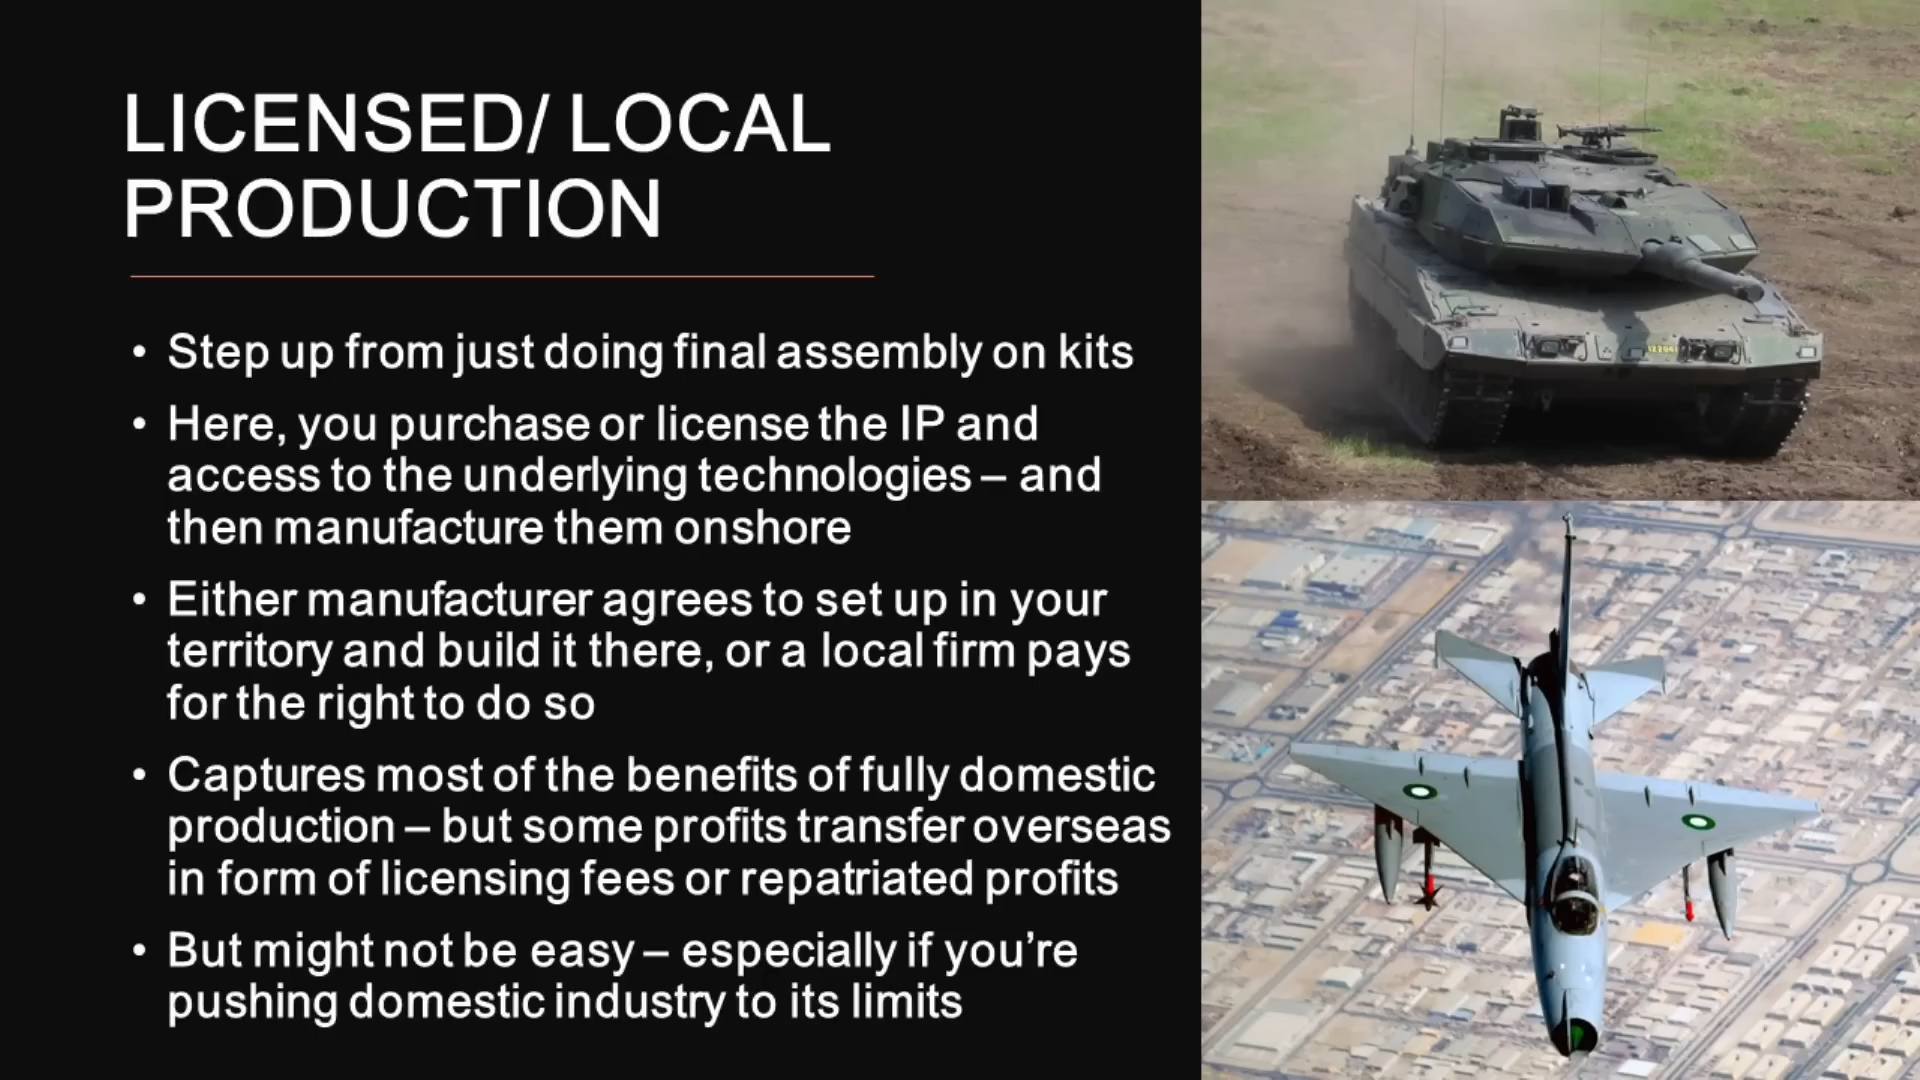 LICENSED/ LOCAL
PRODUCTION
• Step up from just doing final assembly on kits
• Here, you purchase or license the IP and
access to the underlying technologies – and
then manufacture them onshore
• Either manufacturer agrees to set up in your
territory and build it there, or a local firm pays
for the right to do so
• Captures most of the benefits of fully domestic
production – but some profits transfer overseas
in form of licensing fees or repatriated profits
• But might not be easy – especially if you’re
pushing domestic industry to its limits